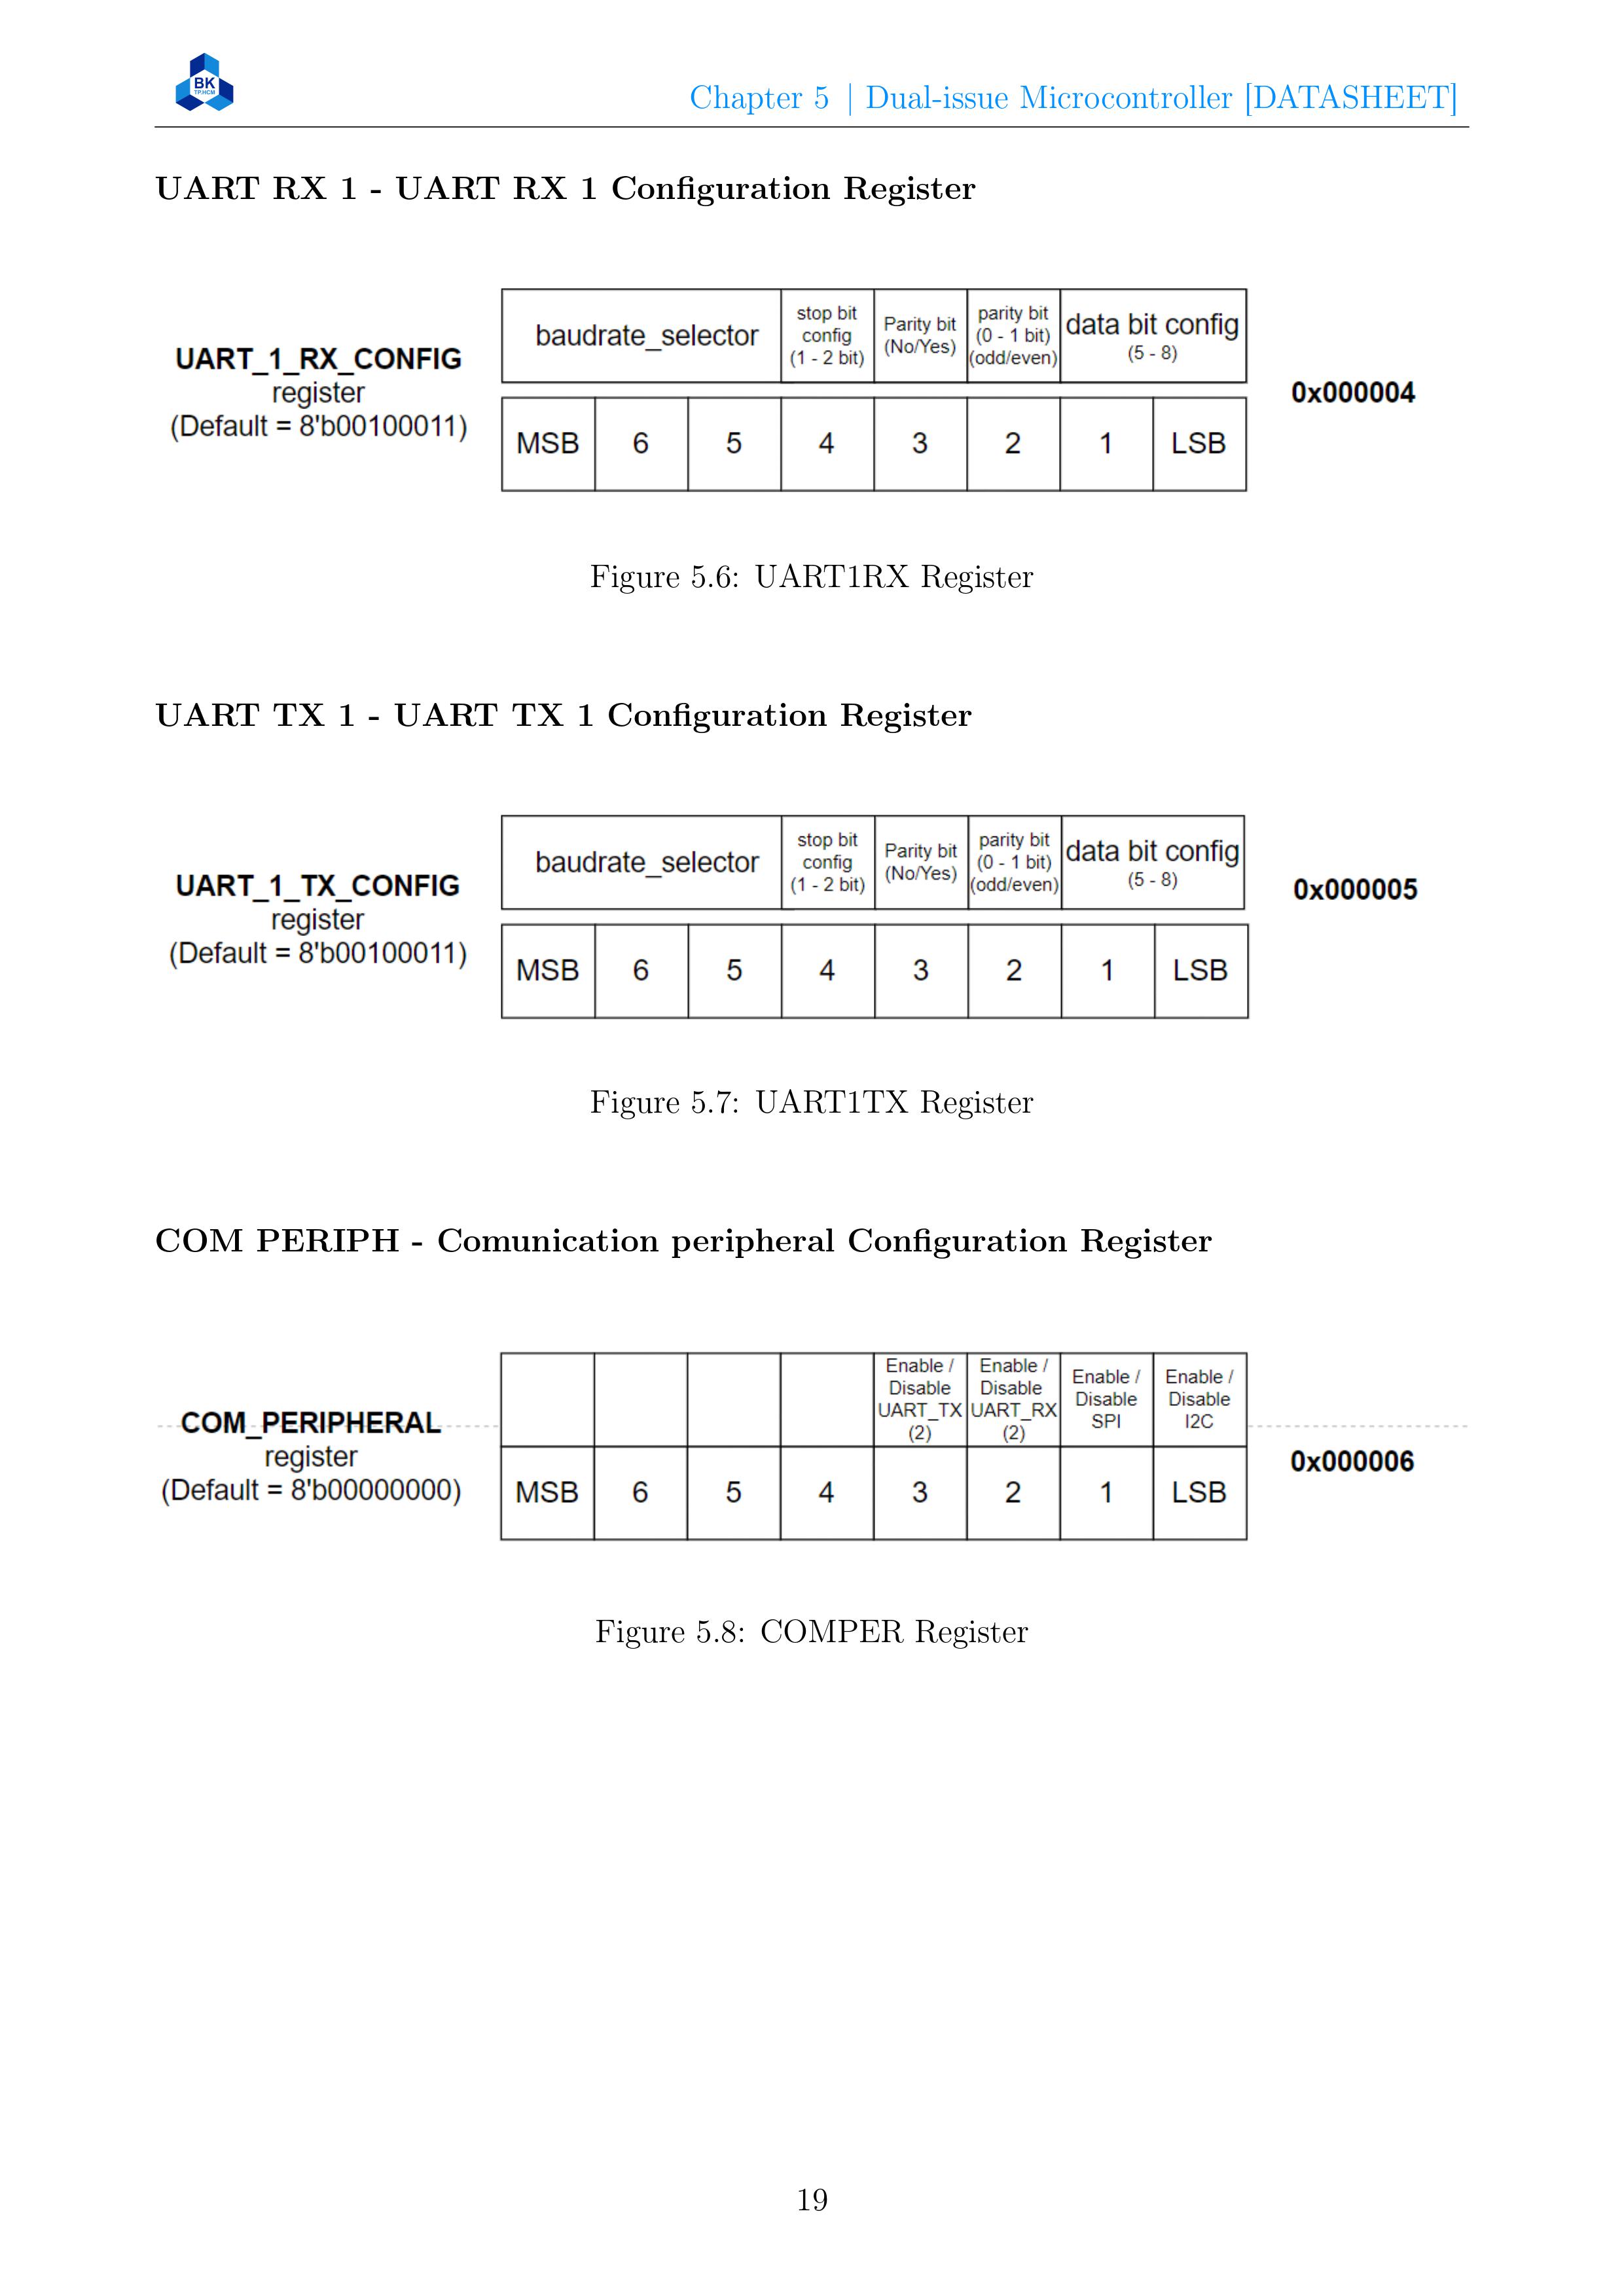 BK
TP.HCM
Chapter 5 | Dual-issue Microcontroller [DATASHEET]
UART RX 1 - UART RX 1 Configuration Register
UART_1_RX_CONFIG
register
(Default = 8'b00100011)
baudrate_selector
stop bit
config
(1 - 2 bit)
Parity bit
(No/Yes)
parity bit
(0 - 1 bit)
(odd/even)
data bit config
(5 - 8)
MSB 6 5 4 3 2 1 LSB
0x000004
Figure 5.6: UART1RX Register
UART TX 1 - UART TX 1 Configuration Register
UART_1_TX_CONFIG
register
(Default = 8'b00100011)
baudrate_selector
stop bit
config
(1 - 2 bit)
Parity bit
(No/Yes)
parity bit
(0 - 1 bit)
(odd/even)
data bit config
(5 - 8)
MSB 6 5 4 3 2 1 LSB
0x000005
Figure 5.7: UART1TX Register
COM PERIPH - Comunication peripheral Configuration Register
COM_PERIPHERAL
register
(Default = 8'b00000000)
Enable /
Disable
UART_TX
(2)
Enable /
Disable
UART_RX
(2)
Enable /
Disable
SPI
Enable /
Disable
I2C
MSB 6 5 4 3 2 1 LSB
0x000006
Figure 5.8: COMPER Register
19